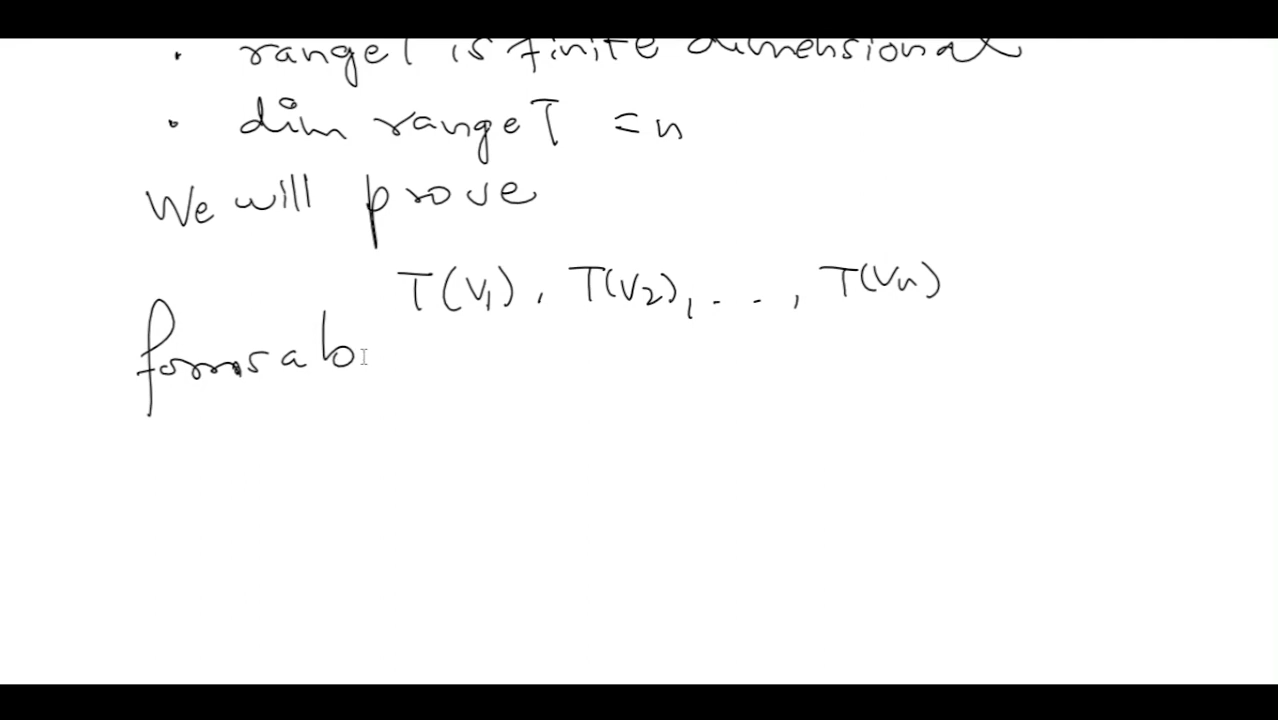 · range T is finite dimensional
· dim range T = n
We will prove
T(v₁), T(v₂), . . . , T(vₙ)
forms a b